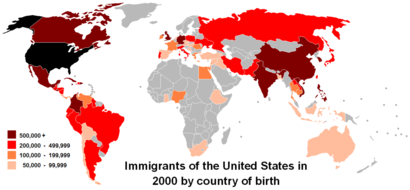 500,000 +
200,000 - 499,999
100,000 - 199,999
50,000 - 99,999
Immigrants of the United States in
2000 by country of birth